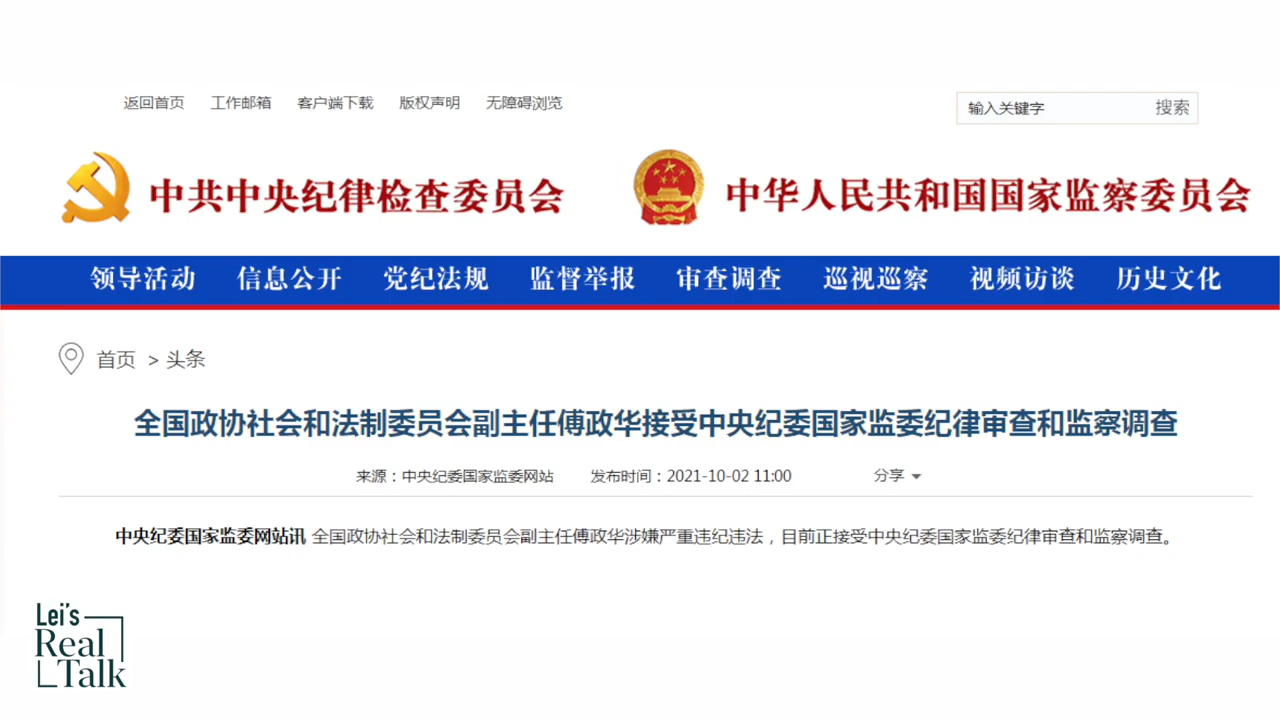 返回首页 工作邮箱 客户端下载 版权声明 无障碍浏览 输入关键字 搜索
中共中央纪律检查委员会 中华人民共和国国家监察委员会
领导活动 信息公开 党纪法规 监督举报 审查调查 巡视巡察 视频访谈 历史文化
首页 > 头条
全国政协社会和法制委员会副主任傅政华接受中央纪委国家监委纪律审查和监察调查
来源：中央纪委国家监委网站 发布时间：2021-10-02 11:00 分享
中央纪委国家监委网站讯 全国政协社会和法制委员会副主任傅政华涉嫌严重违纪违法，目前正接受中央纪委国家监委纪律审查和监察调查。
Lei's
Real
Talk